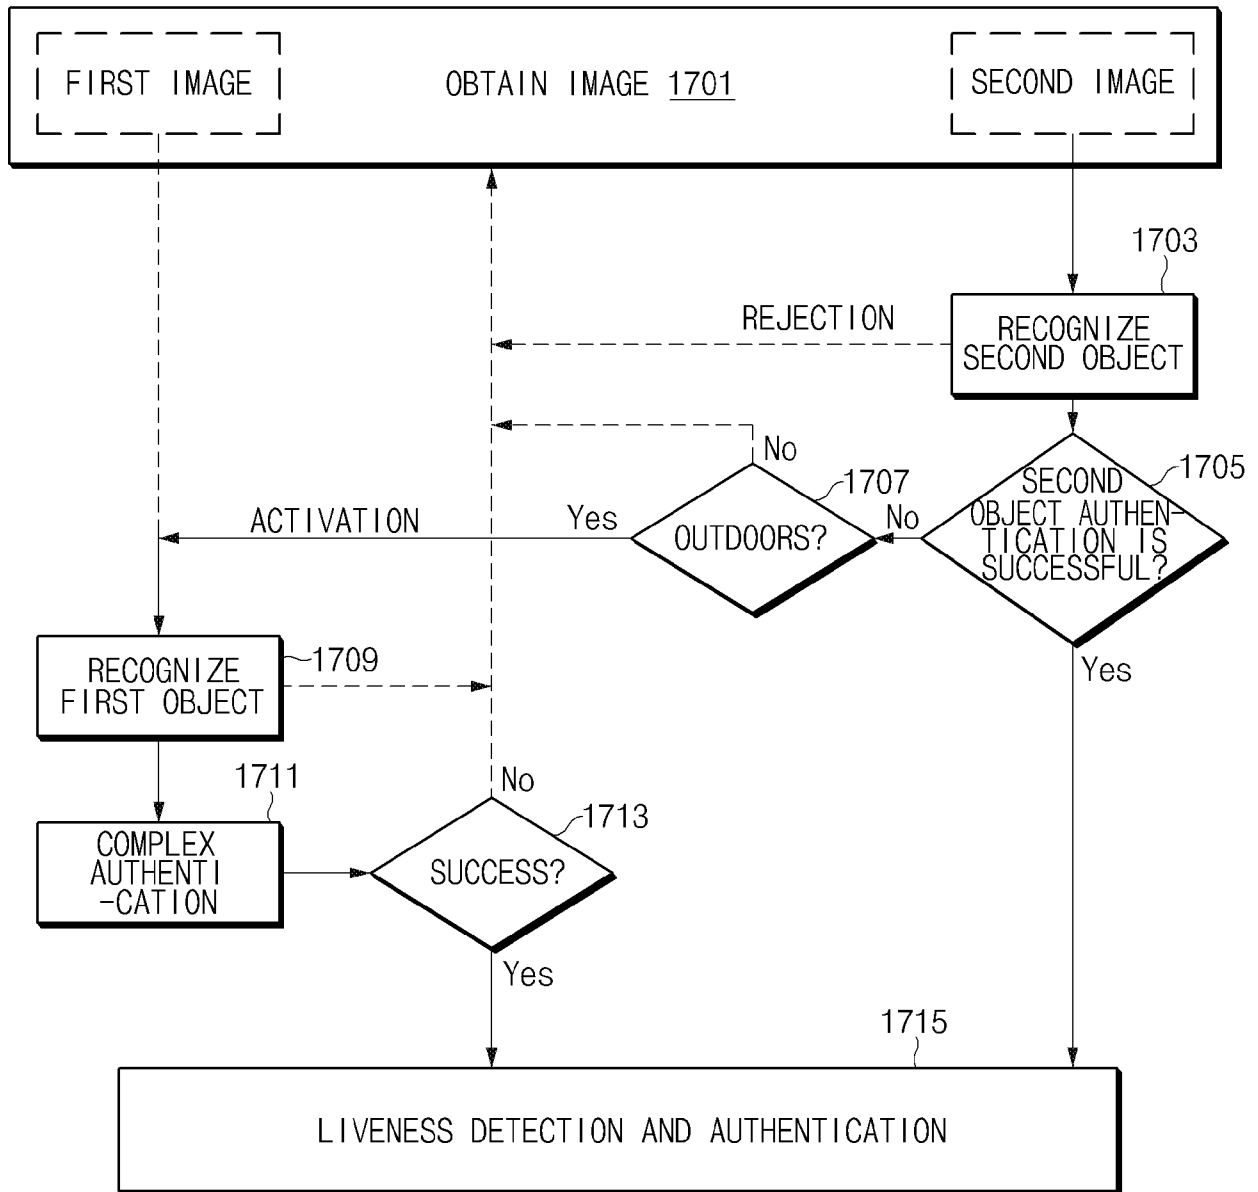 FIRST IMAGE
OBTAIN IMAGE 1701
SECOND IMAGE
1703
RECOGNIZE
SECOND OBJECT
REJECTION
No
1705
SECOND
OBJECT AUTHEN-
TICATION IS
SUCCESSFUL?
1707
OUTDOORS?
No
Yes
ACTIVATION
Yes
1709
RECOGNIZE
FIRST OBJECT
1711
COMPLEX
AUTHENTI
-CATION
No
1713
SUCCESS?
Yes
1715
LIVENESS DETECTION AND AUTHENTICATION